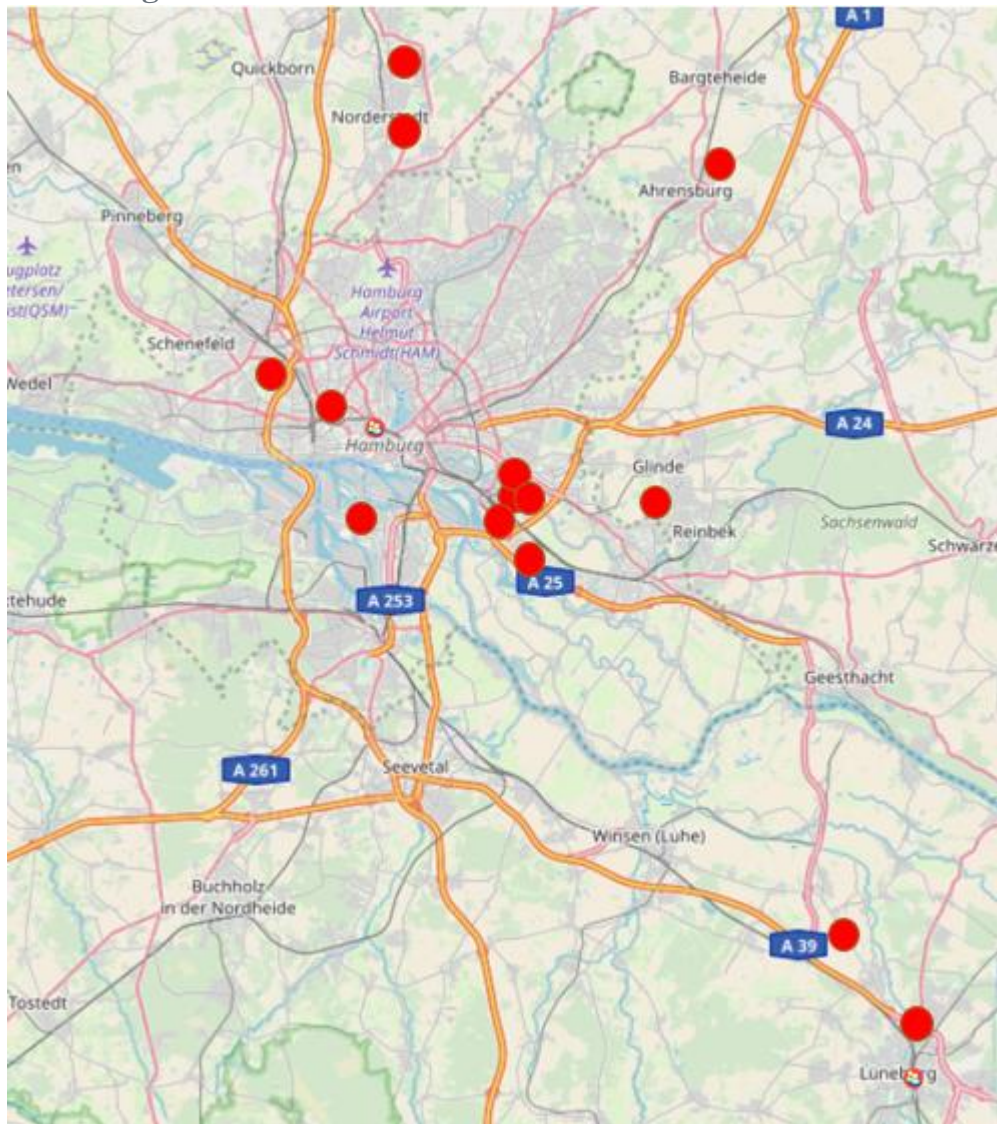 A 1
Quickborn
Bargteheide
Norderstedt
Ahrensburg
Pinneberg
Hamburg
Airport
Helmut
Schmidt(HAM)
Schenefeld
Wedel
A 24
Hamburg
Glinde
Reinbek
Sachsenwald
A 25
A 253
Geesthacht
A 261
Seevetal
Winsen (Luhe)
Buchholz
in der Nordheide
A 39
Tostedt
Lüneburg